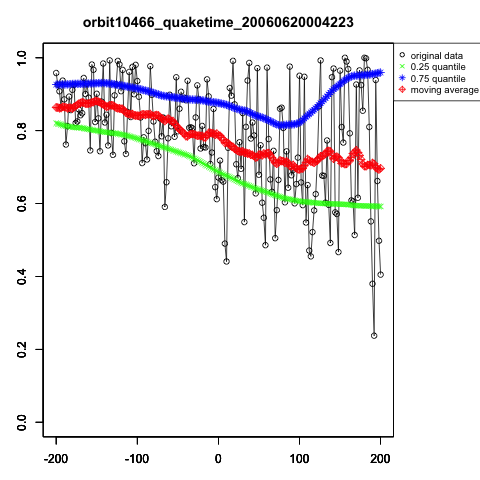 orbit10466_quaketime_20060620004223
original data
0.25 quantile
0.75 quantile
moving average
1.0
0.8
0.6
0.4
0.2
0.0
-200 -100 0 100 200